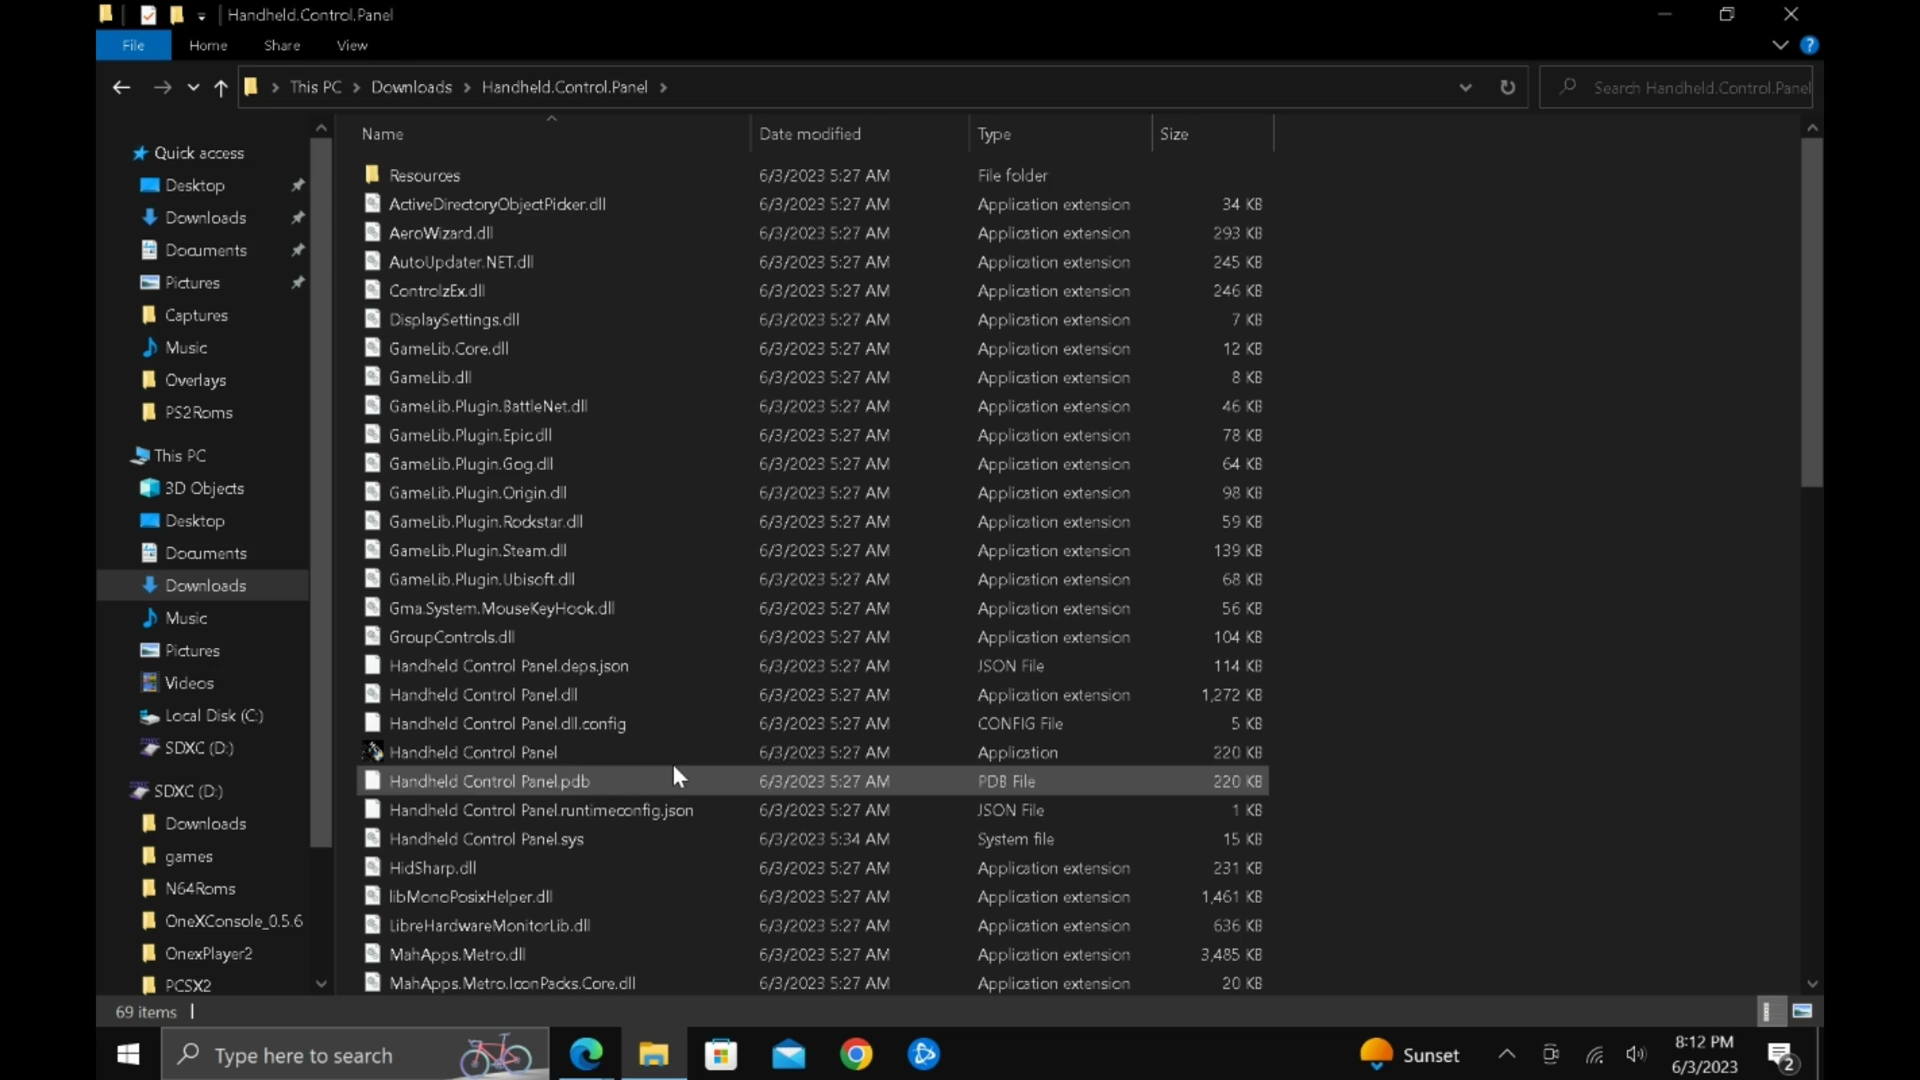 Handheld.Control.Panel
File Home Share View
This PC Downloads Handheld.Control.Panel Search Handheld.Control.Panel
Name Date modified Type Size
Quick access
Desktop
Downloads
Documents
Pictures
Captures
Music
Overlays
PS2Roms
This PC
3D Objects
Desktop
Documents
Downloads
Music
Pictures
Videos
Local Disk (C:)
SDXC (D:)
SDXC (D:)
Downloads
games
N64Roms
OneXConsole_0.5.6
OnexPlayer2
PCSX2
Resources 6/3/2023 5:27 AM File folder
ActiveDirectoryObjectPicker.dll 6/3/2023 5:27 AM Application extension 34 KB
AeroWizard.dll 6/3/2023 5:27 AM Application extension 293 KB
AutoUpdater.NET.dll 6/3/2023 5:27 AM Application extension 245 KB
ControlzEx.dll 6/3/2023 5:27 AM Application extension 246 KB
DisplaySettings.dll 6/3/2023 5:27 AM Application extension 7 KB
GameLib.Core.dll 6/3/2023 5:27 AM Application extension 12 KB
GameLib.dll 6/3/2023 5:27 AM Application extension 8 KB
GameLib.Plugin.BattleNet.dll 6/3/2023 5:27 AM Application extension 46 KB
GameLib.Plugin.Epic.dll 6/3/2023 5:27 AM Application extension 78 KB
GameLib.Plugin.Gog.dll 6/3/2023 5:27 AM Application extension 64 KB
GameLib.Plugin.Origin.dll 6/3/2023 5:27 AM Application extension 98 KB
GameLib.Plugin.Rockstar.dll 6/3/2023 5:27 AM Application extension 59 KB
GameLib.Plugin.Steam.dll 6/3/2023 5:27 AM Application extension 139 KB
GameLib.Plugin.Ubisoft.dll 6/3/2023 5:27 AM Application extension 68 KB
Gma.System.MouseKeyHook.dll 6/3/2023 5:27 AM Application extension 56 KB
GroupControls.dll 6/3/2023 5:27 AM Application extension 104 KB
Handheld Control Panel.deps.json 6/3/2023 5:27 AM JSON File 114 KB
Handheld Control Panel.dll 6/3/2023 5:27 AM Application extension 1,272 KB
Handheld Control Panel.dll.config 6/3/2023 5:27 AM CONFIG File 5 KB
Handheld Control Panel 6/3/2023 5:27 AM Application 220 KB
Handheld Control Panel.pdb 6/3/2023 5:27 AM PDB File 220 KB
Handheld Control Panel.runtimeconfig.json 6/3/2023 5:27 AM JSON File 1 KB
Handheld Control Panel.sys 6/3/2023 5:34 AM System file 15 KB
HidSharp.dll 6/3/2023 5:27 AM Application extension 231 KB
libMonoPosixHelper.dll 6/3/2023 5:27 AM Application extension 1,461 KB
LibreHardwareMonitorLib.dll 6/3/2023 5:27 AM Application extension 636 KB
MahApps.Metro.dll 6/3/2023 5:27 AM Application extension 3,485 KB
MahApps.Metro.IconPacks.Core.dll 6/3/2023 5:27 AM Application extension 20 KB
69 items
Type here to search
Sunset
8:12 PM
6/3/2023
2